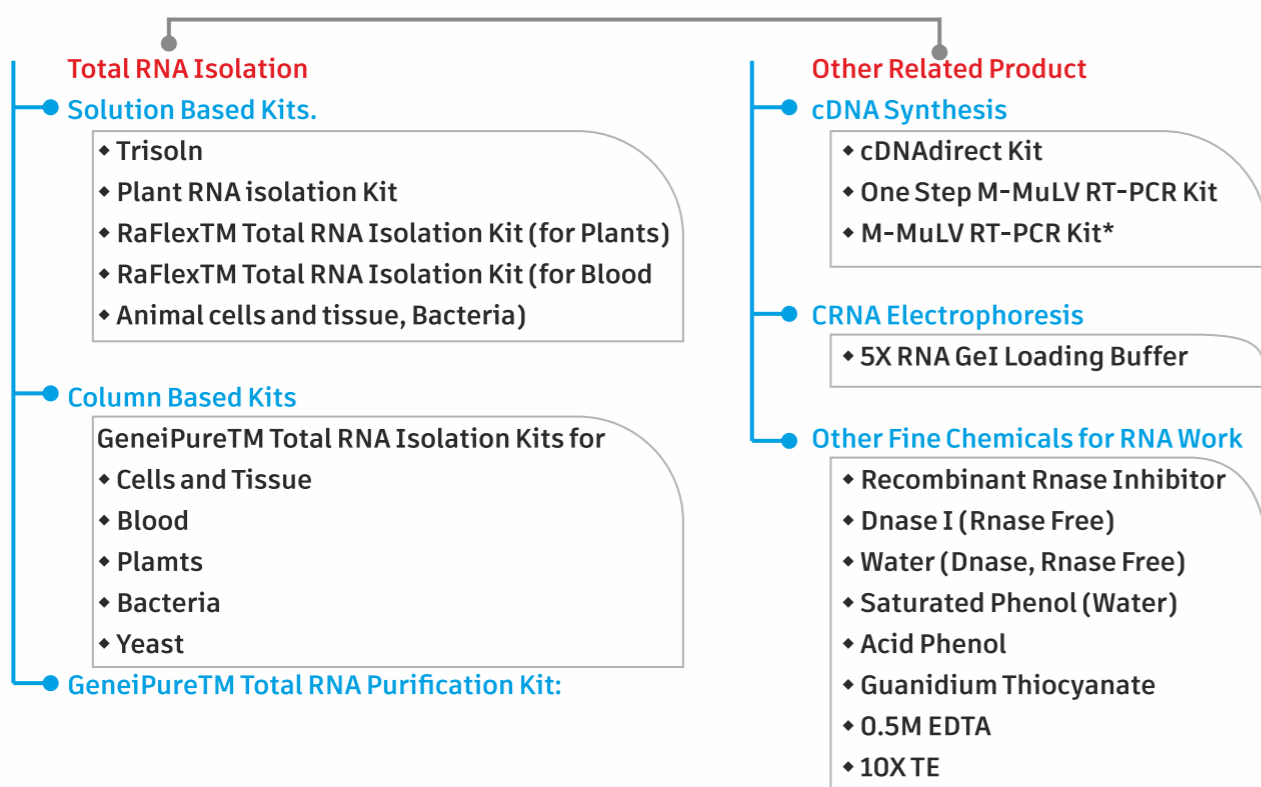 Total RNA Isolation
Solution Based Kits.
Trisoln
Plant RNA isolation Kit
RaFlexTM Total RNA Isolation Kit (for Plants)
RaFlexTM Total RNA Isolation Kit (for Blood
Animal cells and tissue, Bacteria)
Column Based Kits
GeneiPureTM Total RNA Isolation Kits for
Cells and Tissue
Blood
Plamts
Bacteria
Yeast
GeneiPureTM Total RNA Purification Kit:
Other Related Product
cDNA Synthesis
cDNAdirect Kit
One Step M-MuLV RT-PCR Kit
M-MuLV RT-PCR Kit*
CRNA Electrophoresis
5X RNA GeI Loading Buffer
Other Fine Chemicals for RNA Work
Recombinant Rnase Inhibitor
Dnase I (Rnase Free)
Water (Dnase, Rnase Free)
Saturated Phenol (Water)
Acid Phenol
Guanidium Thiocyanate
0.5M EDTA
10X TE